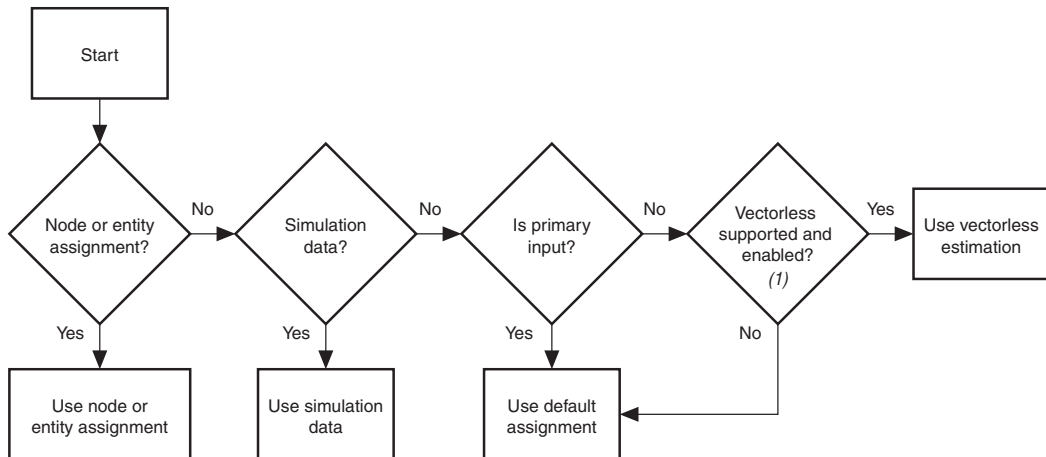 Start
Node or entity
assignment?
No
Simulation
data?
No
Is primary
input?
No
Vectorless
supported and
enabled?
(1)
Yes
Use vectorless
estimation
Yes
Yes
Yes
No
Use node or
entity assignment
Use simulation
data
Use default
assignment